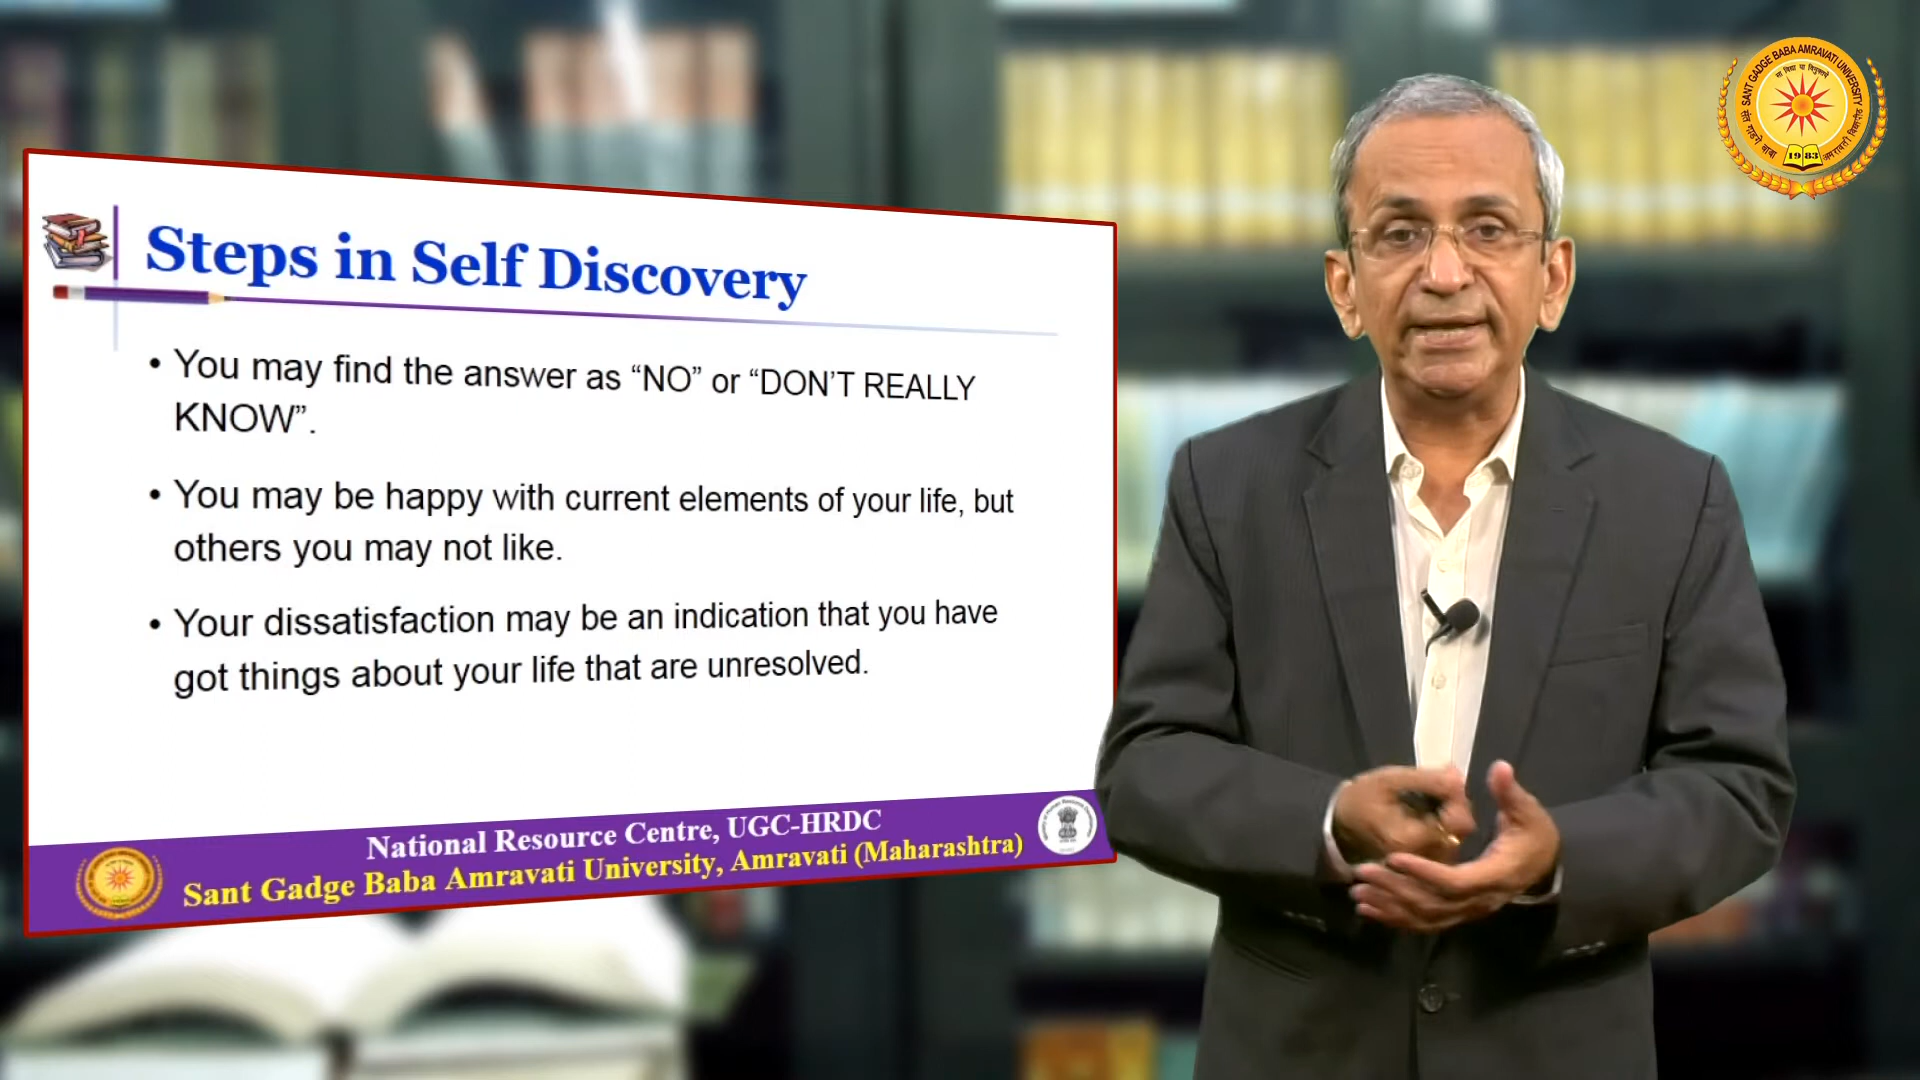 Steps in Self Discovery
• You may find the answer as “NO” or “DON’T REALLY
KNOW”.
• You may be happy with current elements of your life, but
others you may not like.
• Your dissatisfaction may be an indication that you have
got things about your life that are unresolved.
National Resource Centre, UGC-HRDC
Sant Gadge Baba Amravati University, Amravati (Maharashtra)
SANT GADGE BABA AMRAVATI UNIVERSITY
संत गाडगे बाबा अमरावती विद्यापीठ
1983